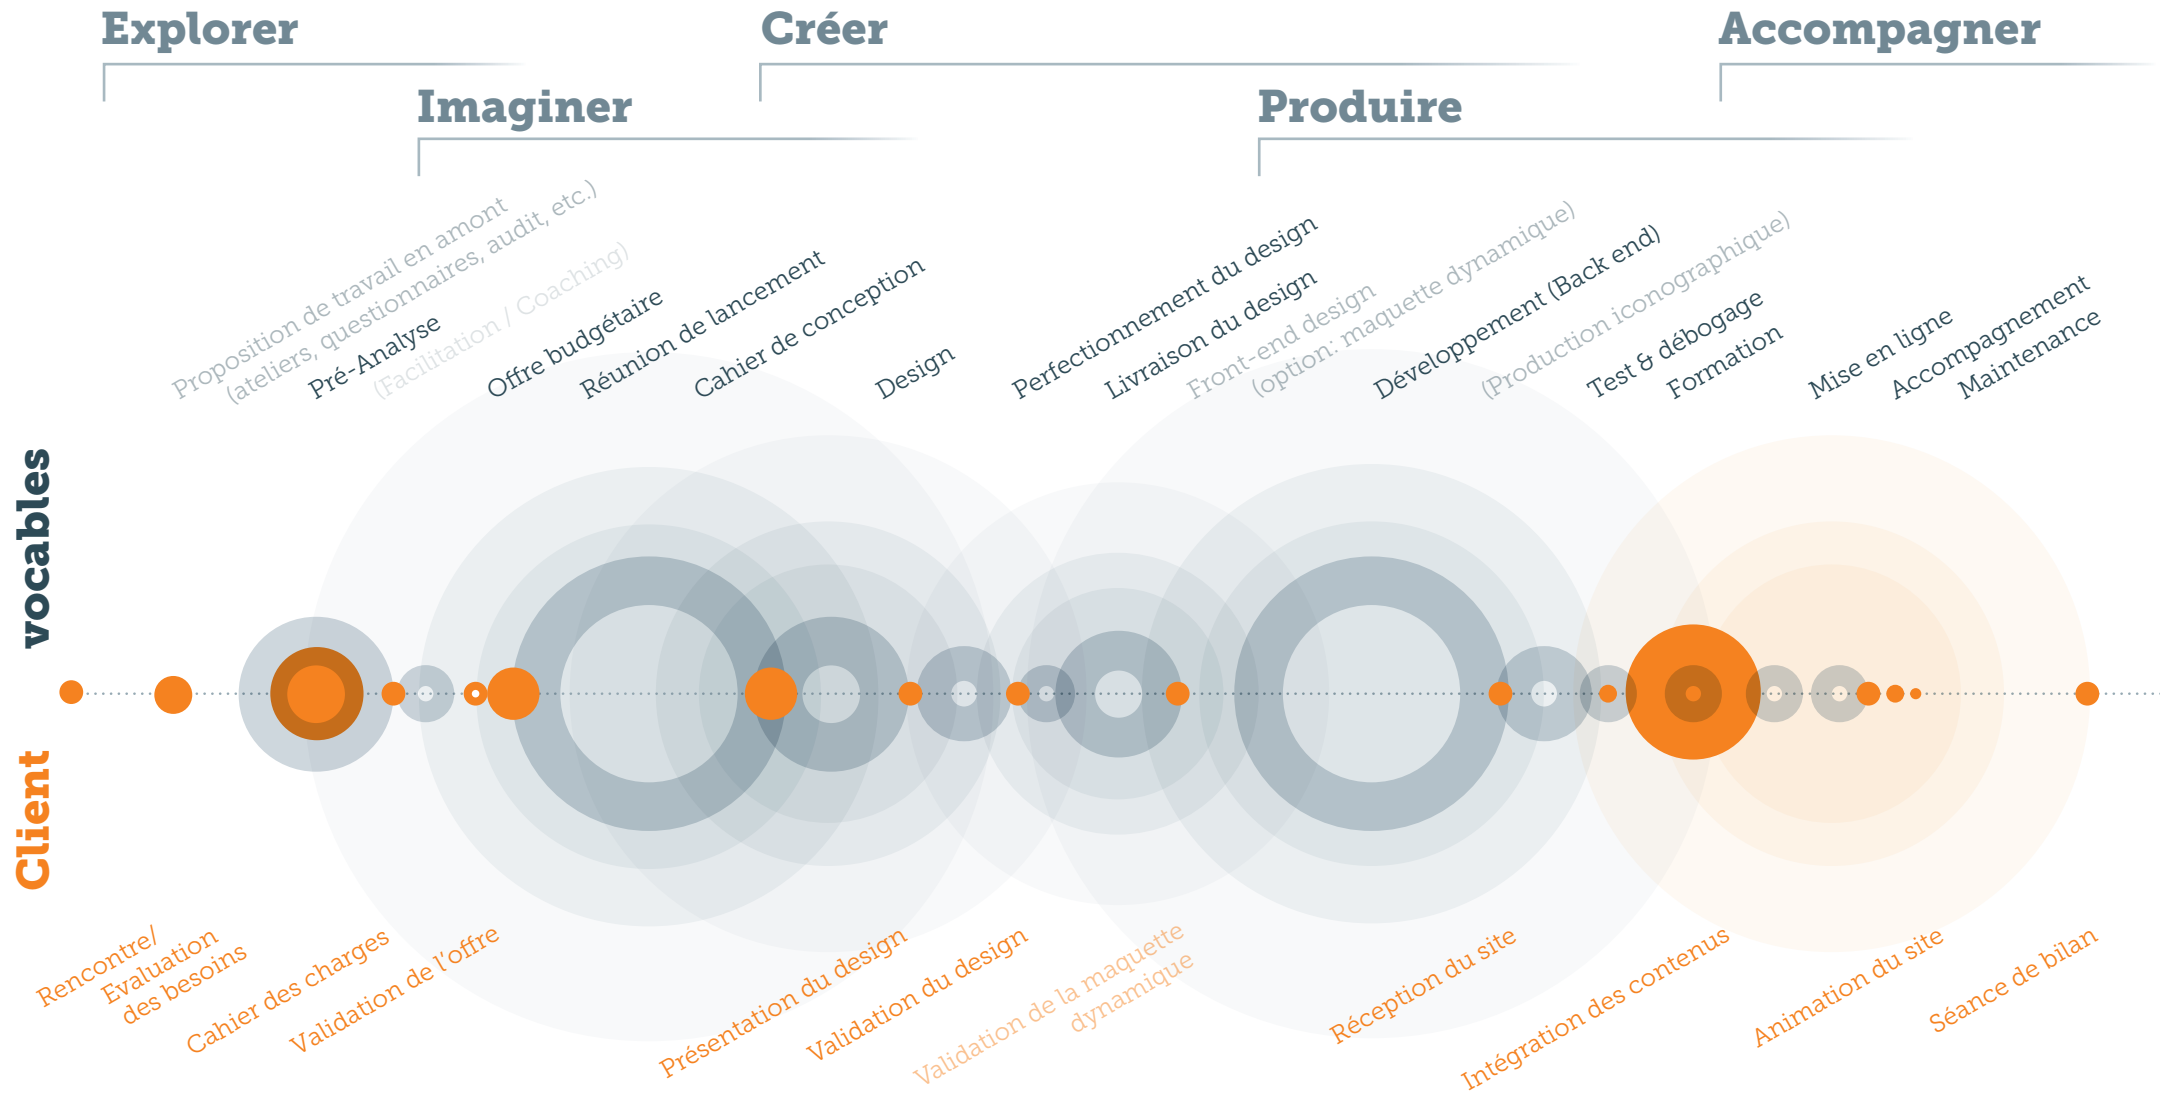 Explorer
Créer
Accompagner
Imaginer
Produire
Proposition de travail en amont
(ateliers, questionnaires, audit, etc.)
Pré-Analyse
(Facilitation / Coaching)
Offre budgétaire
Réunion de lancement
Cahier de conception
Design
Perfectionnement du design
Livraison du design
Front-end design
(option: maquette dynamique)
Développement (Back end)
(Production iconographique)
Test & débogage
Formation
Mise en ligne
Accompagnement
Maintenance
vocables
Client
Rencontre/
Evaluation
des besoins
Cahier des charges
Validation de l'offre
Présentation du design
Validation du design
Validation de la maquette
dynamique
Réception du site
Intégration des contenus
Animation du site
Séance de bilan